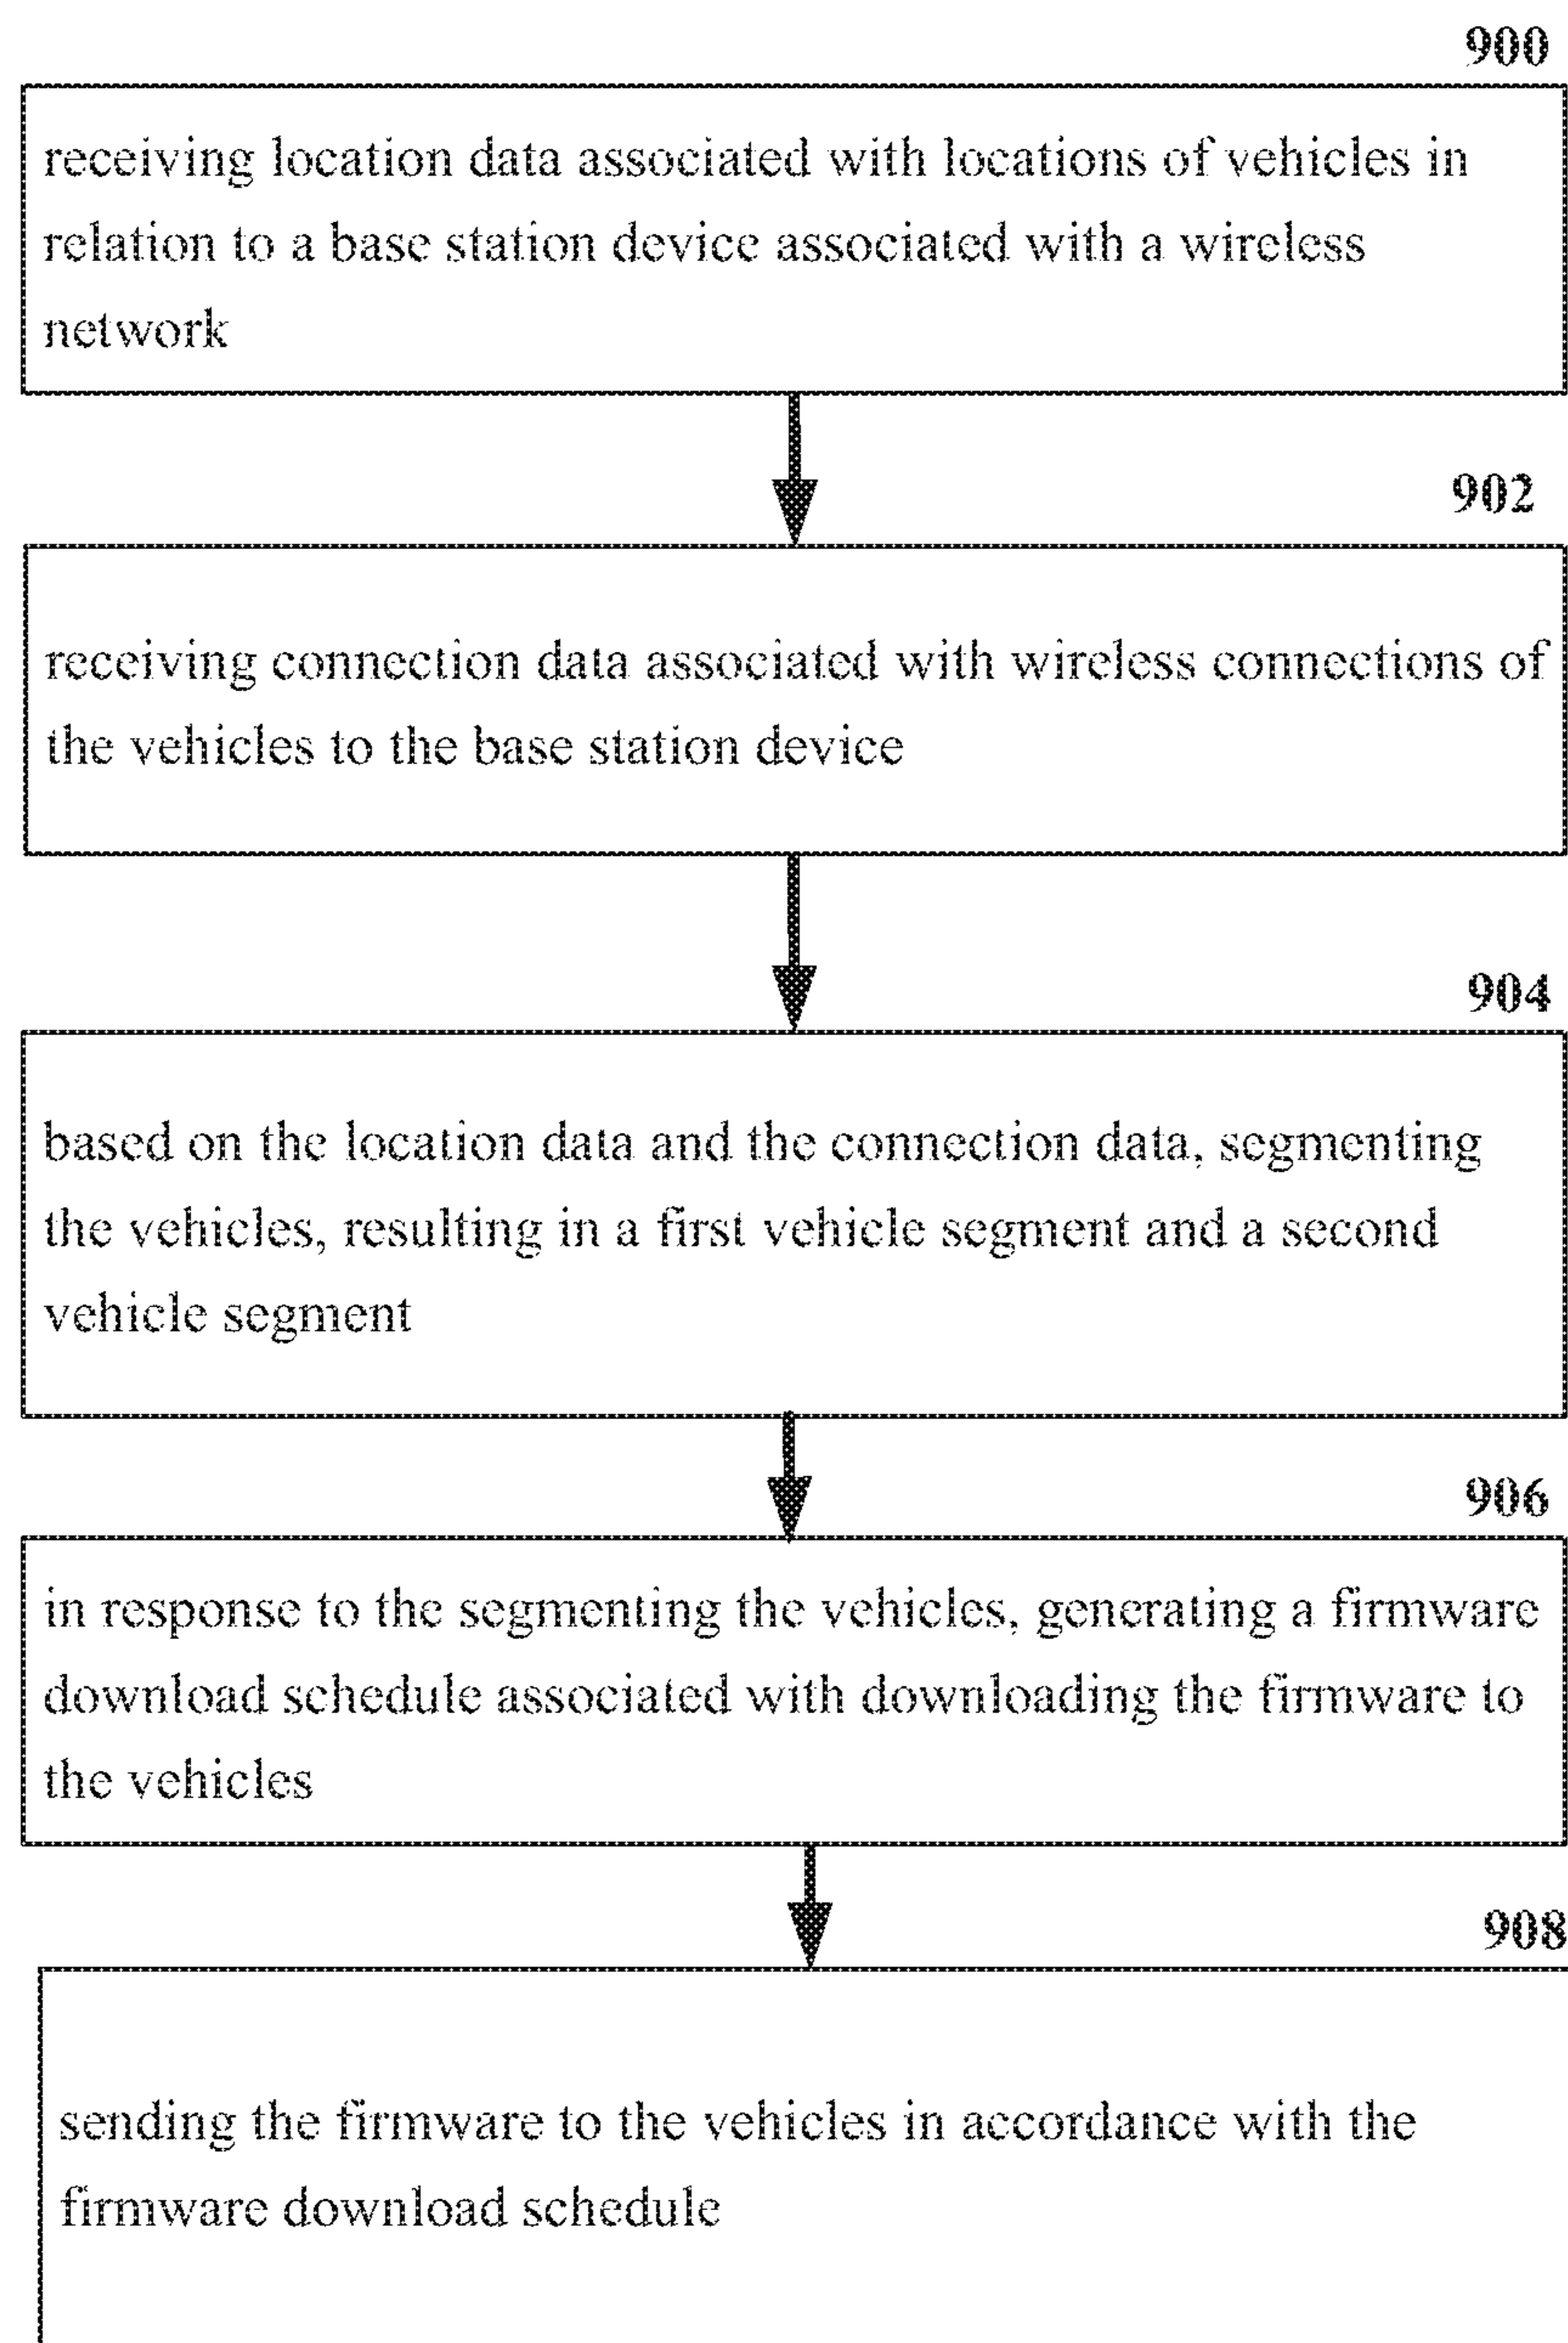 900
receiving location data associated with locations of vehicles in
relation to a base station device associated with a wireless
network
902
receiving connection data associated with wireless connections of
the vehicles to the base station device
904
based on the location data and the connection data, segmenting
the vehicles, resulting in a first vehicle segment and a second
vehicle segment
906
in response to the segmenting the vehicles, generating a firmware
download schedule associated with downloading the firmware to
the vehicles
908
sending the firmware to the vehicles in accordance with the
firmware download schedule